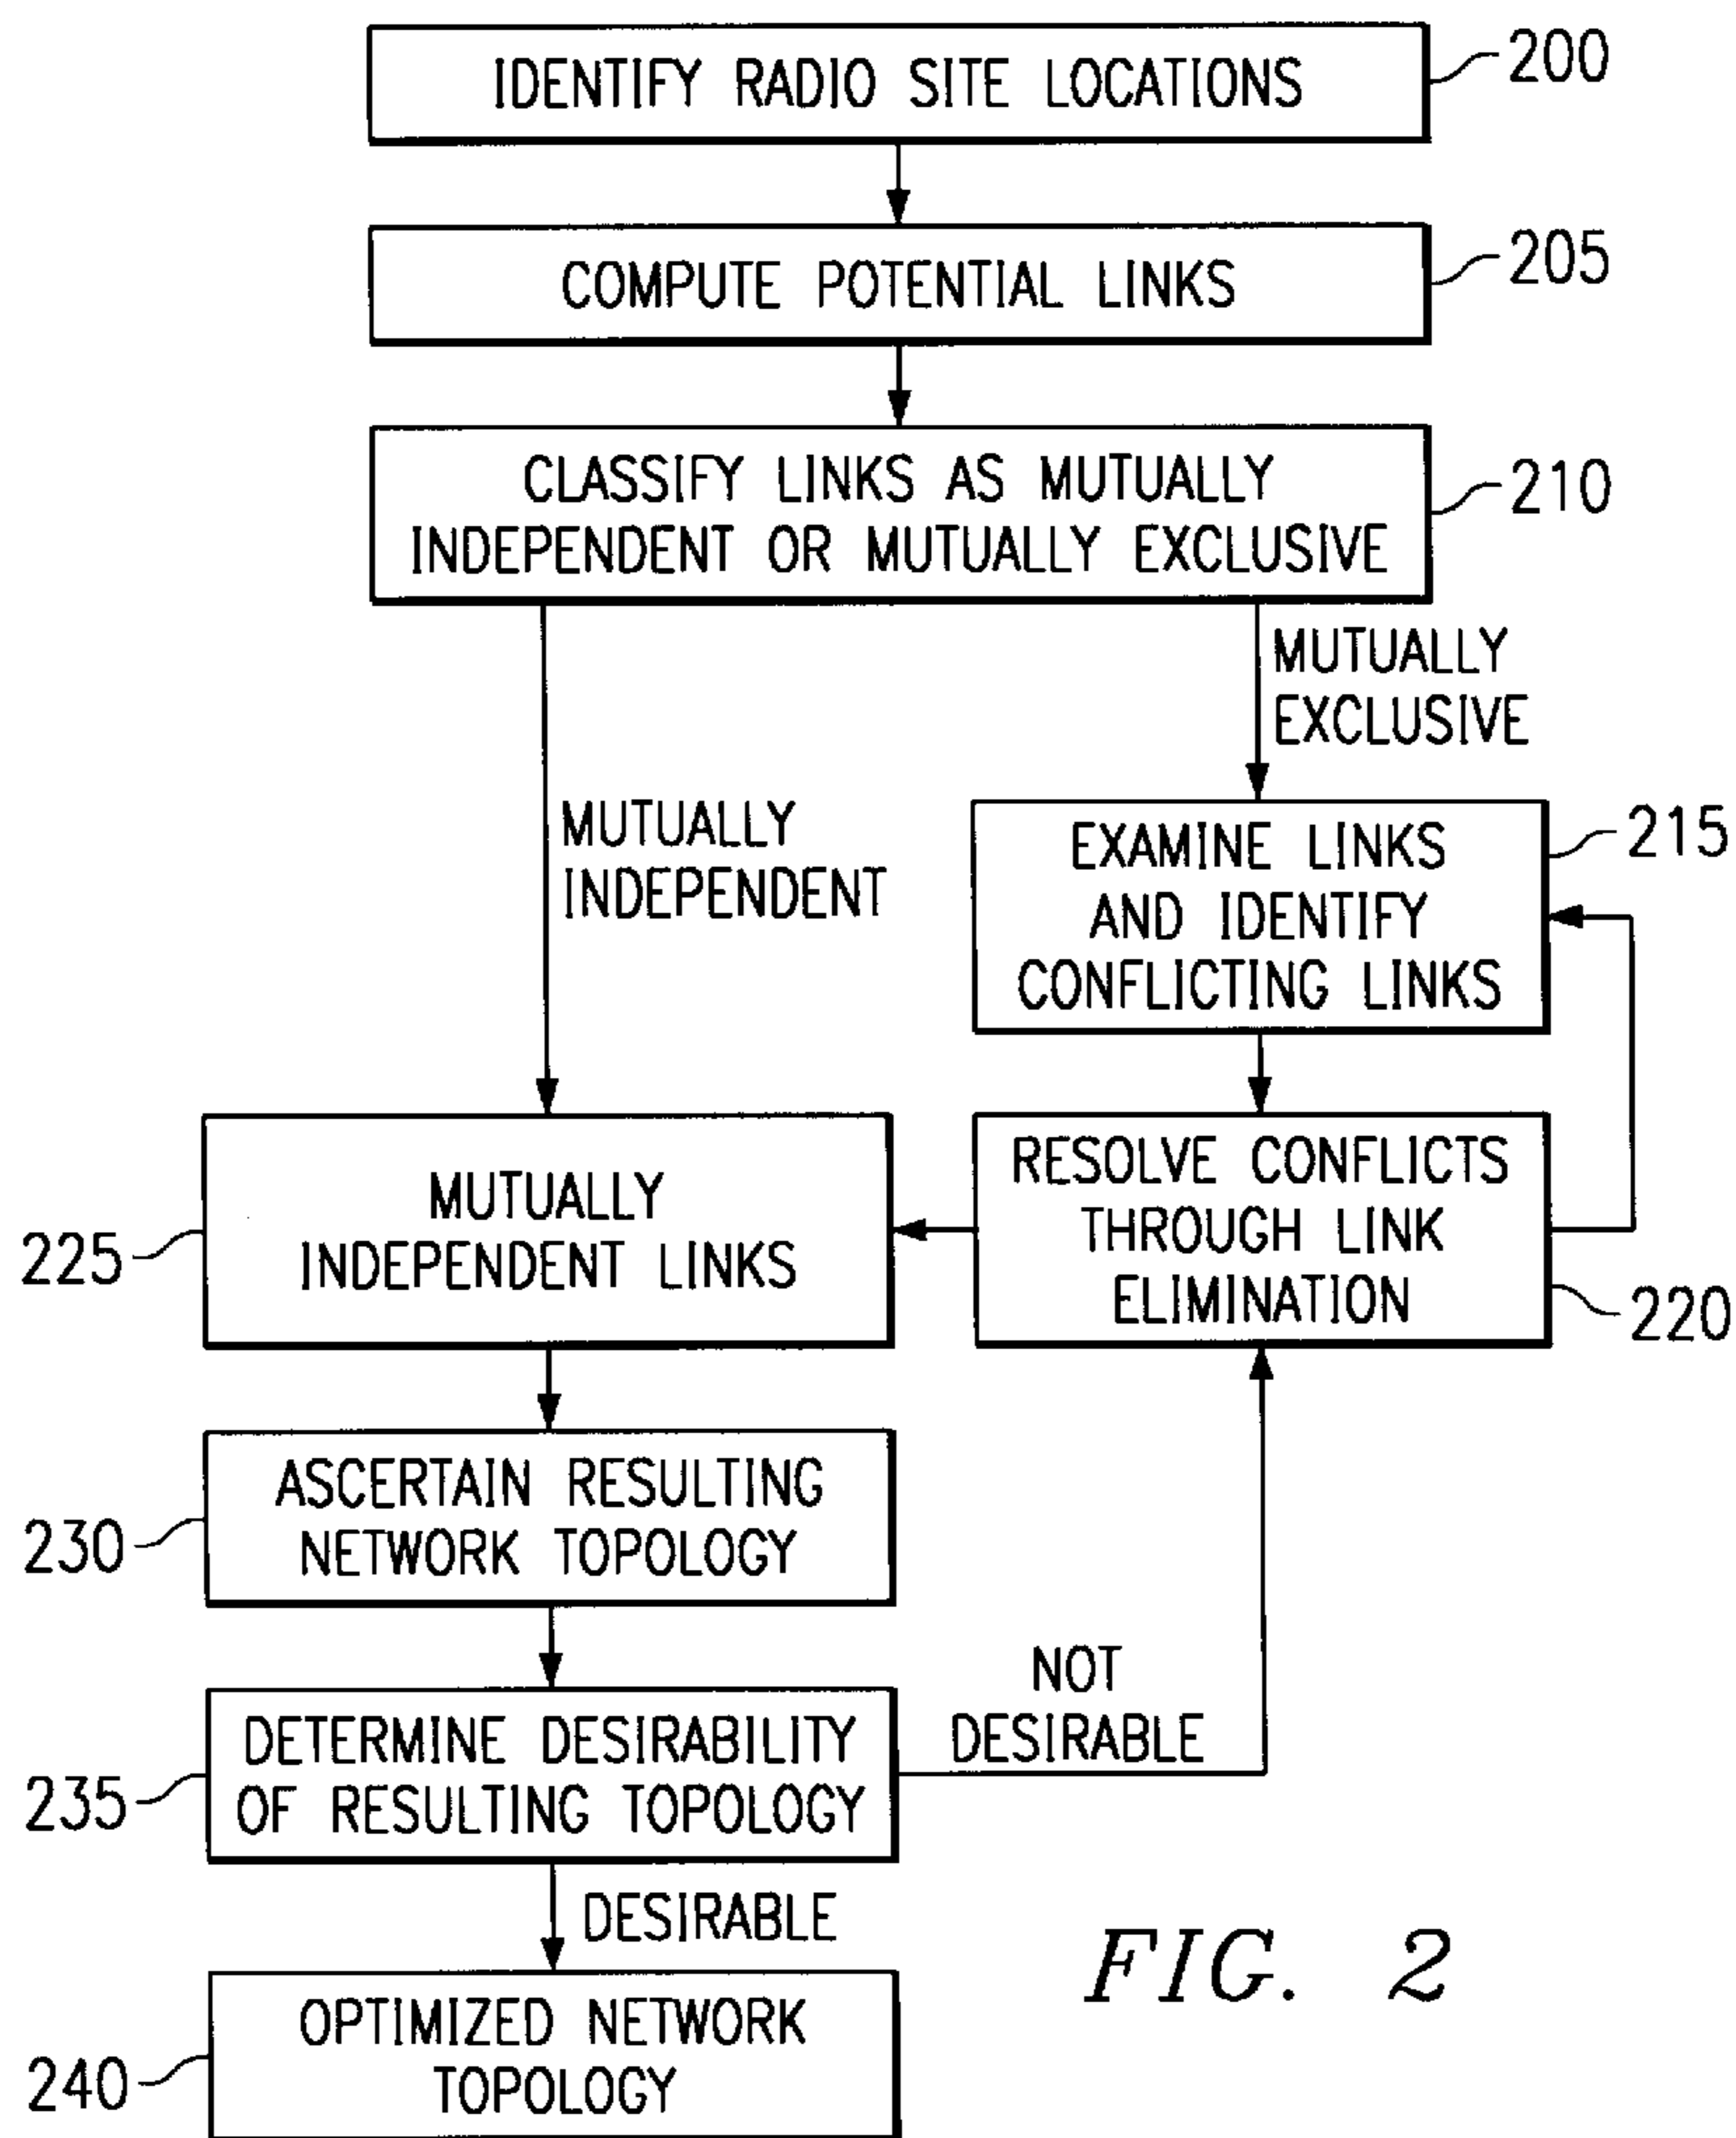 IDENTIFY RADIO SITE LOCATIONS
200
COMPUTE POTENTIAL LINKS
205
CLASSIFY LINKS AS MUTUALLY
INDEPENDENT OR MUTUALLY EXCLUSIVE
210
MUTUALLY
EXCLUSIVE
MUTUALLY
INDEPENDENT
EXAMINE LINKS
AND IDENTIFY
CONFLICTING LINKS
215
MUTUALLY
INDEPENDENT LINKS
225
RESOLVE CONFLICTS
THROUGH LINK
ELIMINATION
220
ASCERTAIN RESULTING
NETWORK TOPOLOGY
230
DETERMINE DESIRABILITY
OF RESULTING TOPOLOGY
235
NOT
DESIRABLE
DESIRABLE
OPTIMIZED NETWORK
TOPOLOGY
240
FIG. 2